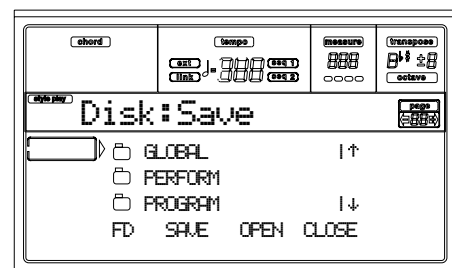 chord tempo measure transpose
ext seq 1
link seq 2
octave
style play page
Disk:Save
GLOBAL
PERFORM
PROGRAM
FD SAVE OPEN CLOSE